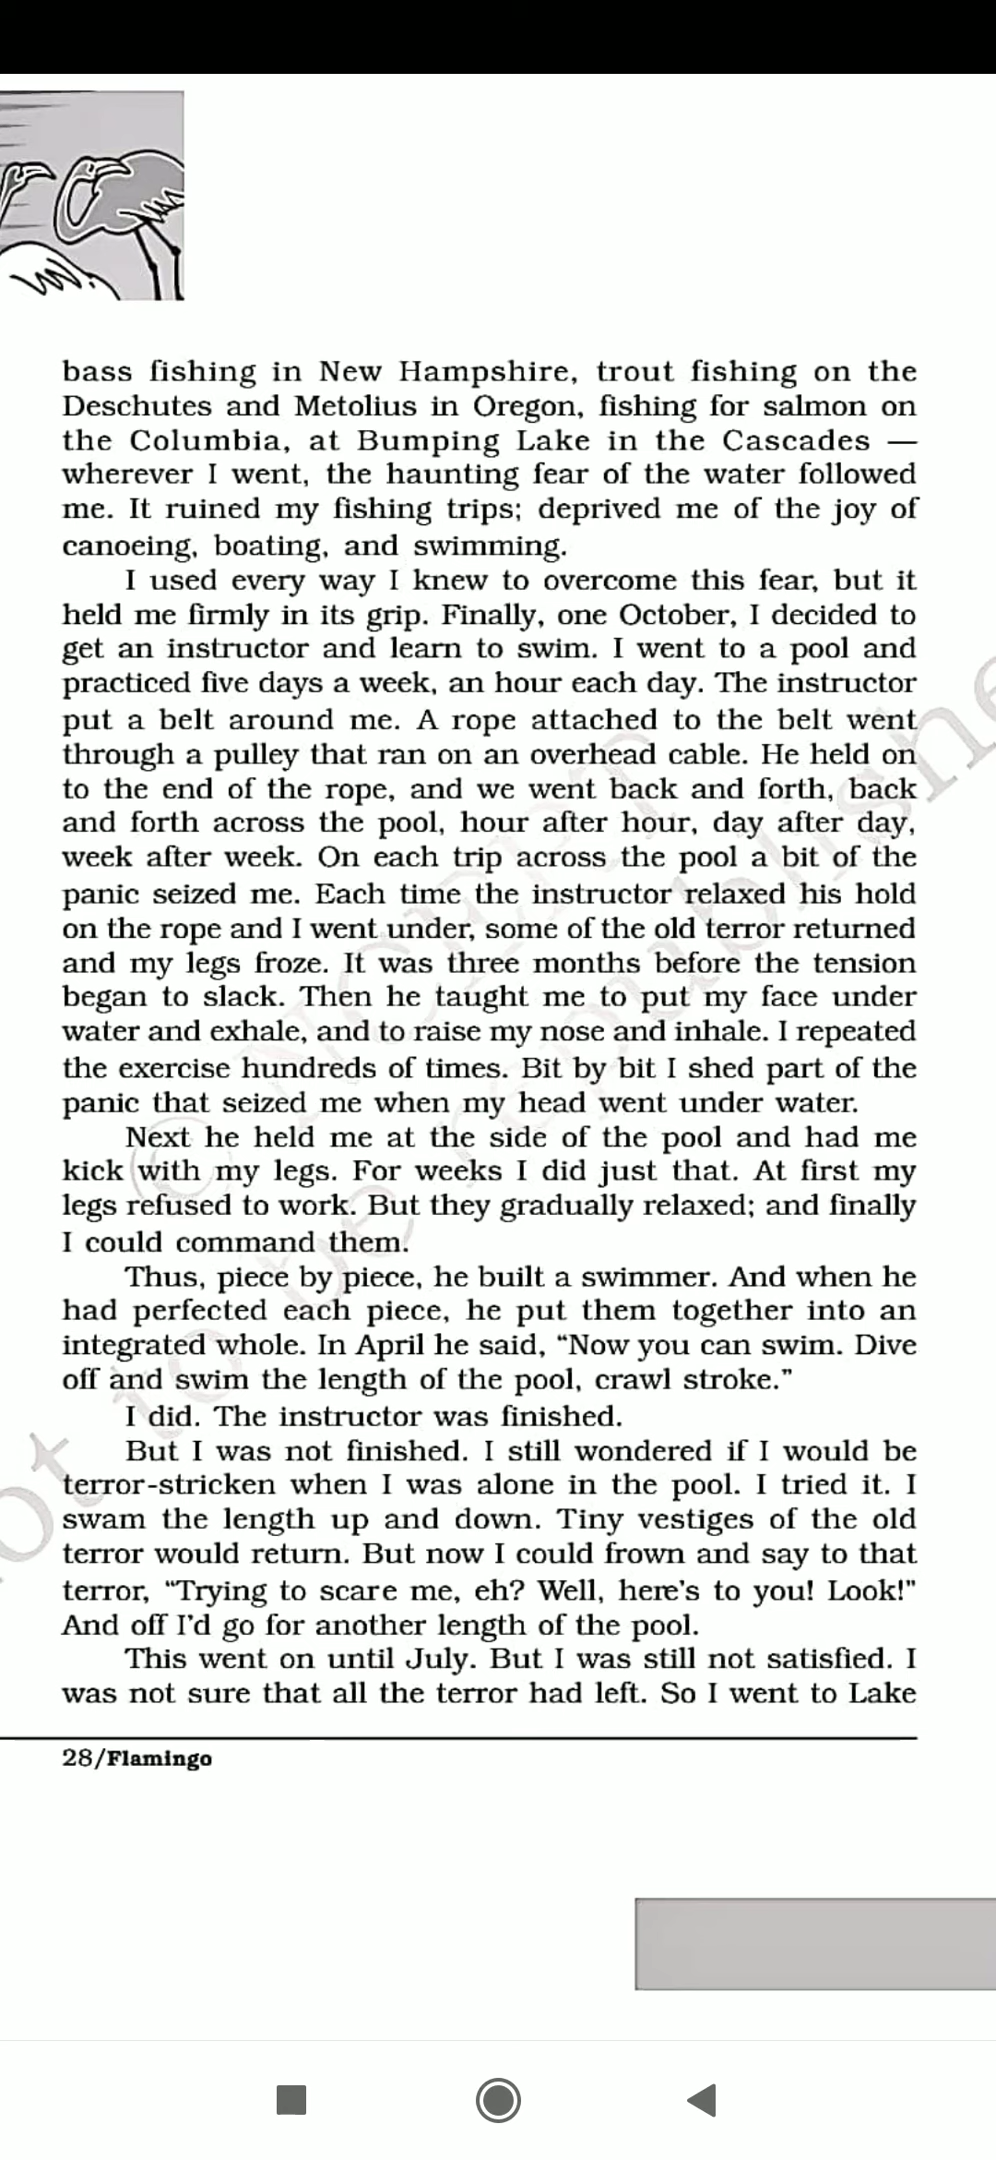 bass fishing in New Hampshire, trout fishing on the
Deschutes and Metolius in Oregon, fishing for salmon on
the Columbia, at Bumping Lake in the Cascades —
wherever I went, the haunting fear of the water followed
me. It ruined my fishing trips; deprived me of the joy of
canoeing, boating, and swimming.
I used every way I knew to overcome this fear, but it
held me firmly in its grip. Finally, one October, I decided to
get an instructor and learn to swim. I went to a pool and
practiced five days a week, an hour each day. The instructor
put a belt around me. A rope attached to the belt went
through a pulley that ran on an overhead cable. He held on
to the end of the rope, and we went back and forth, back
and forth across the pool, hour after hour, day after day,
week after week. On each trip across the pool a bit of the
panic seized me. Each time the instructor relaxed his hold
on the rope and I went under, some of the old terror returned
and my legs froze. It was three months before the tension
began to slack. Then he taught me to put my face under
water and exhale, and to raise my nose and inhale. I repeated
the exercise hundreds of times. Bit by bit I shed part of the
panic that seized me when my head went under water.
Next he held me at the side of the pool and had me
kick with my legs. For weeks I did just that. At first my
legs refused to work. But they gradually relaxed; and finally
I could command them.
Thus, piece by piece, he built a swimmer. And when he
had perfected each piece, he put them together into an
integrated whole. In April he said, “Now you can swim. Dive
off and swim the length of the pool, crawl stroke.”
I did. The instructor was finished.
But I was not finished. I still wondered if I would be
terror-stricken when I was alone in the pool. I tried it. I
swam the length up and down. Tiny vestiges of the old
terror would return. But now I could frown and say to that
terror, “Trying to scare me, eh? Well, here’s to you! Look!”
And off I’d go for another length of the pool.
This went on until July. But I was still not satisfied. I
was not sure that all the terror had left. So I went to Lake
28/Flamingo
© NCERT
not to be republished